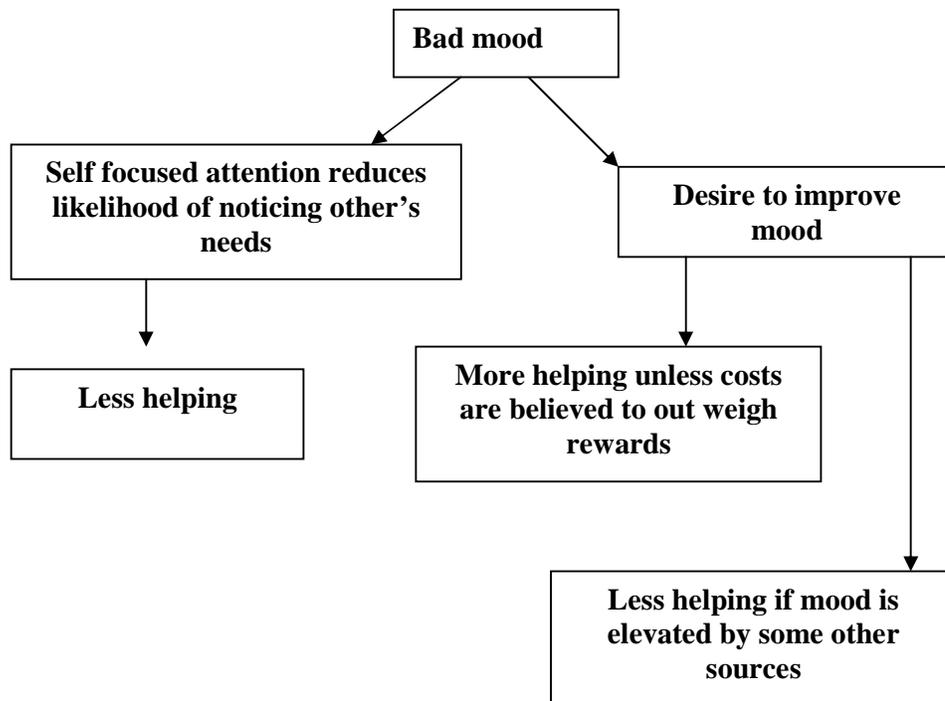 Bad mood
Self focused attention reduces
likelihood of noticing other’s
needs
Desire to improve
mood
Less helping
More helping unless costs
are believed to out weigh
rewards
Less helping if mood is
elevated by some other
sources